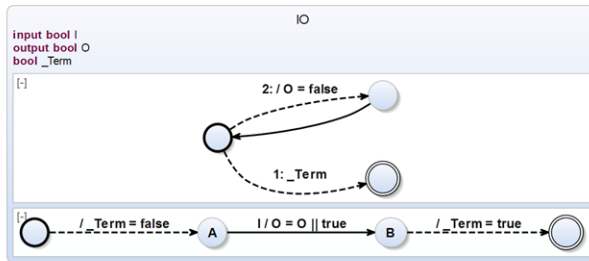 IO
input bool I
output bool O
bool _Term
[-]
2: / O = false
1: _Term
[-]
/ _Term = false
A
I / O = O || true
B
/ _Term = true